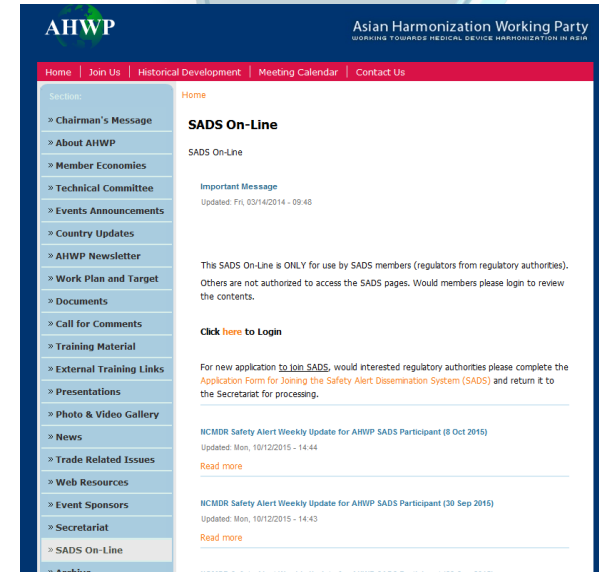 AHWP
Asian Harmonization Working Party
WORKING TOWARDS MEDICAL DEVICE HARMONIZATION IN ASIA
Home | Join Us | Historical Development | Meeting Calendar | Contact Us
Section:
» Chairman's Message
» About AHWP
» Member Economies
» Technical Committee
» Events Announcements
» Country Updates
» AHWP Newsletter
» Work Plan and Target
» Documents
» Call for Comments
» Training Material
» External Training Links
» Presentations
» Photo & Video Gallery
» News
» Trade Related Issues
» Web Resources
» Event Sponsors
» Secretariat
» SADS On-Line
» Archive
Home
SADS On-Line
SADS On-Line
Important Message
Updated: Fri, 03/14/2014 - 09:48
This SADS On-Line is ONLY for use by SADS members (regulators from regulatory authorities).
Others are not authorized to access the SADS pages. Would members please login to review
the contents.
Click here to Login
For new application to join SADS, would interested regulatory authorities please complete the
Application Form for Joining the Safety Alert Dissemination System (SADS) and return it to
the Secretariat for processing.
NCMDR Safety Alert Weekly Update for AHWP SADS Participant (8 Oct 2015)
Updated: Mon, 10/12/2015 - 14:44
Read more
NCMDR Safety Alert Weekly Update for AHWP SADS Participant (30 Sep 2015)
Updated: Mon, 10/12/2015 - 14:43
Read more